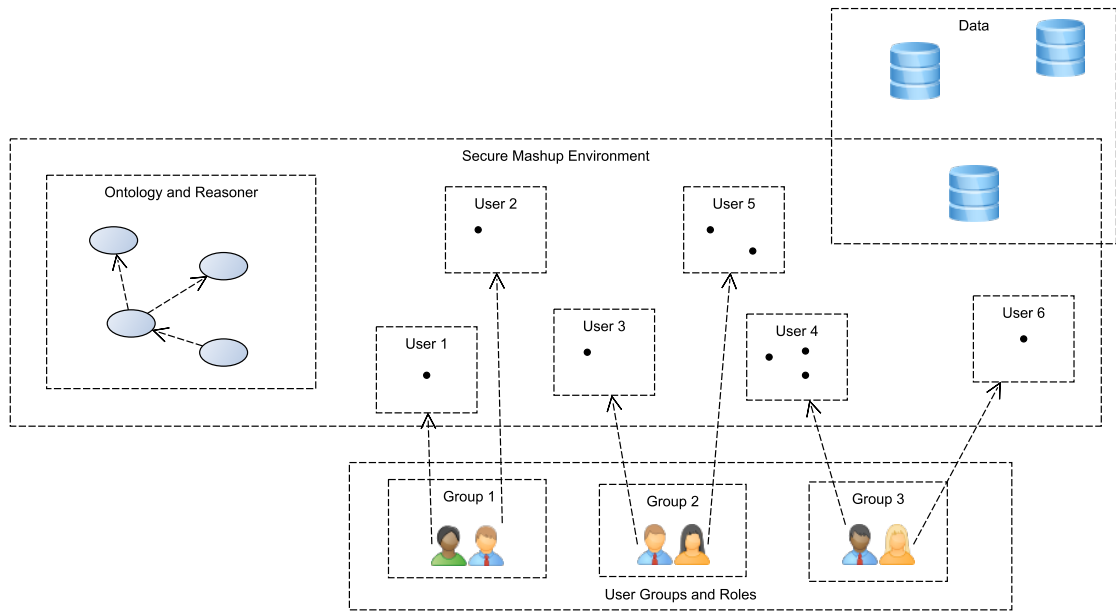 Data
Secure Mashup Environment
Ontology and Reasoner
User 2
User 5
User 3
User 4
User 6
User 1
Group 1
Group 2
Group 3
User Groups and Roles